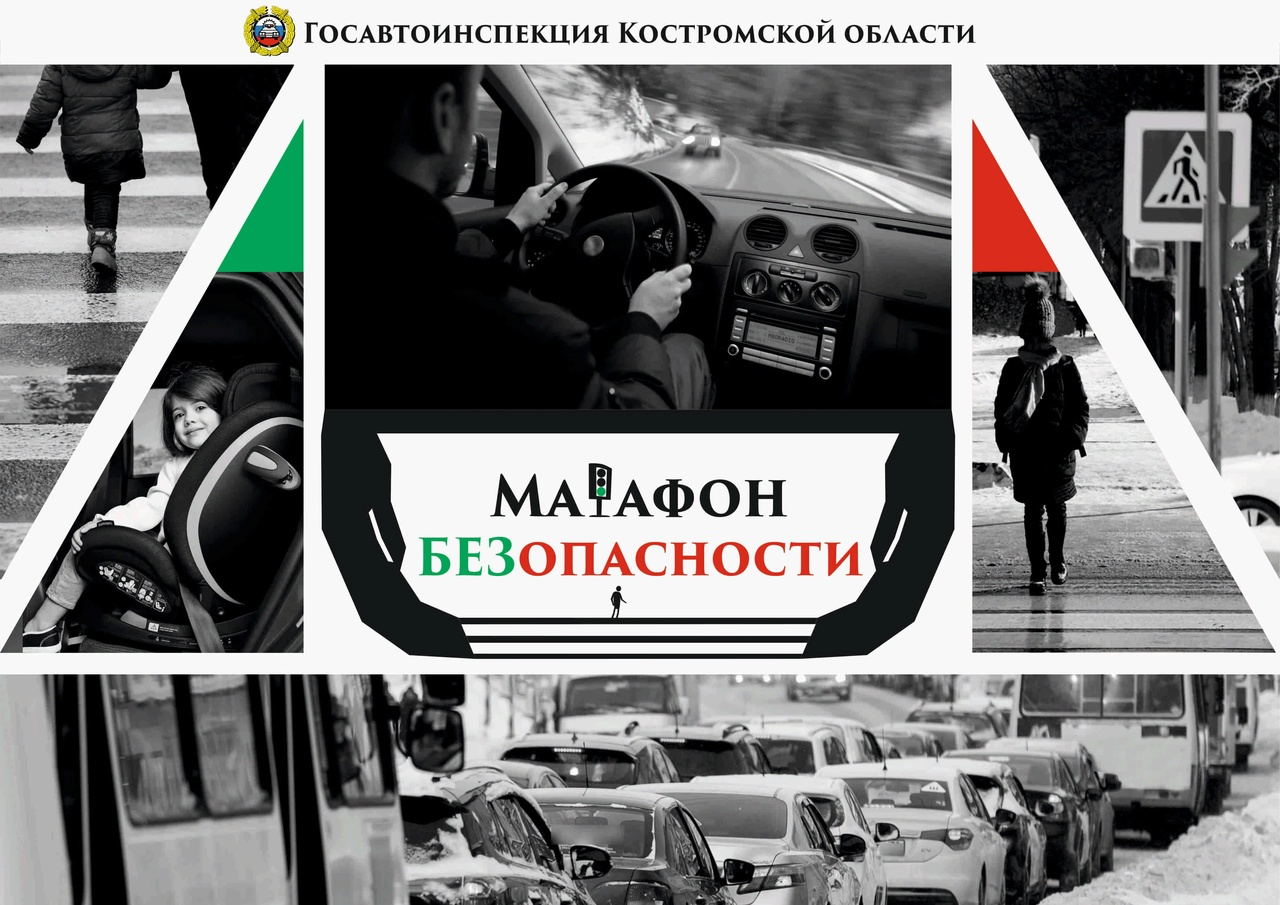 Госавтоинспекция Костромской области
МАРАФОН
БЕЗОПАСНОСТИ